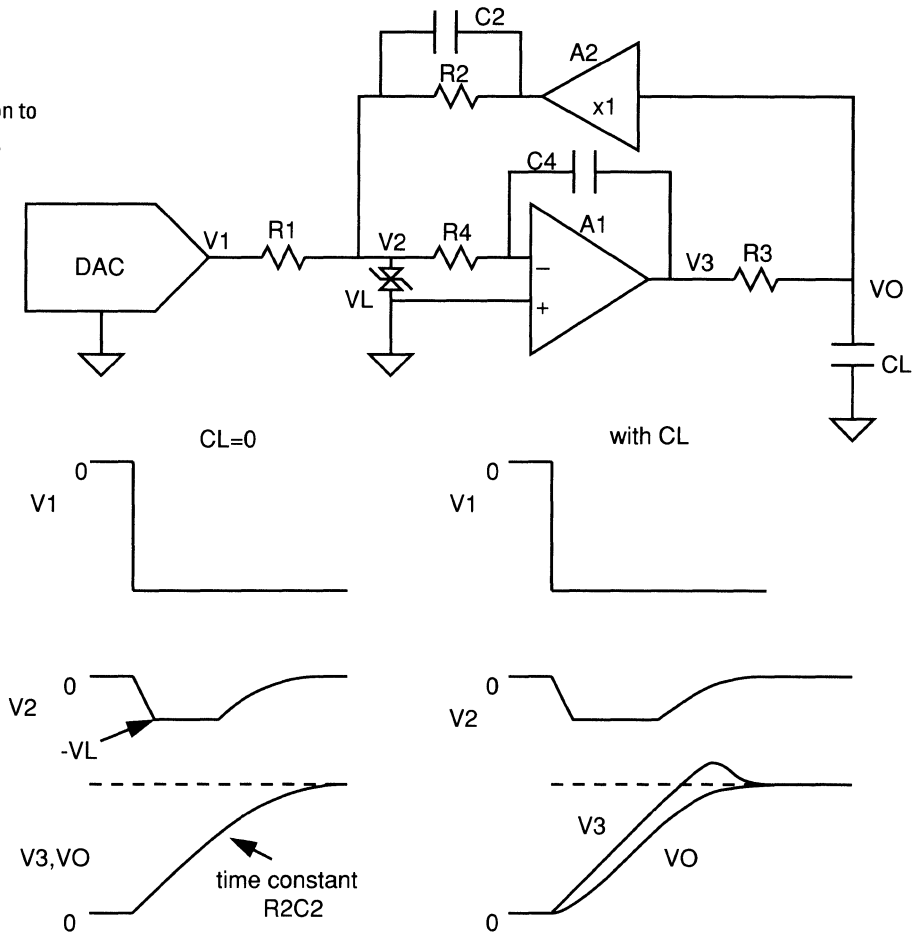 C2
A2
on to
R2
x1
C4
A1
DAC
V1
R1
V2
R4
–
+
V3
R3
VO
VL
CL
CL=0
with CL
0
V1
0
V1
0
V2
-VL
0
V2
V3,VO
time constant
R2C2
0
V3
VO
0